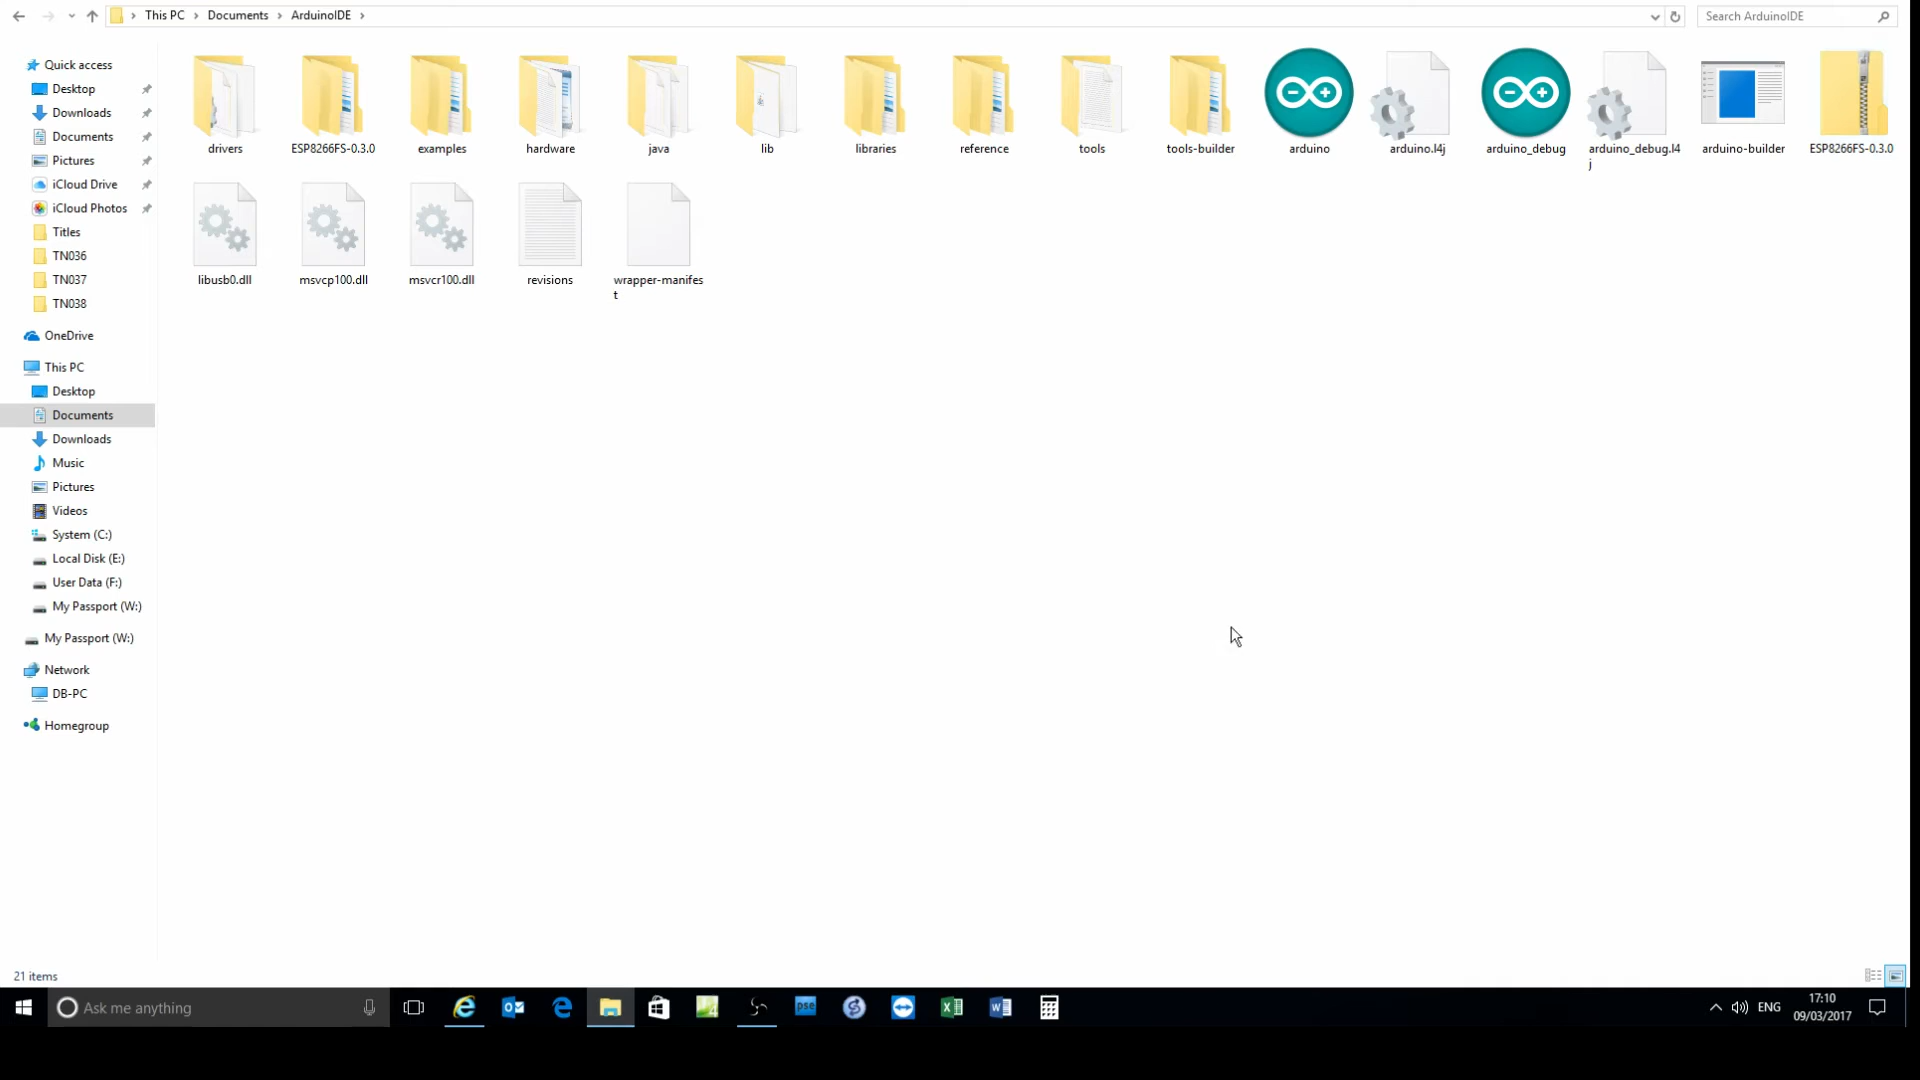 This PC > Documents > ArduinoIDE >
Search ArduinoIDE
Quick access
Desktop
Downloads
Documents
Pictures
iCloud Drive
iCloud Photos
Titles
TN036
TN037
TN038
OneDrive
This PC
Desktop
Documents
Downloads
Music
Pictures
Videos
System (C:)
Local Disk (E:)
User Data (F:)
My Passport (W:)
My Passport (W:)
Network
DB-PC
Homegroup
drivers
ESP8266FS-0.3.0
examples
hardware
java
lib
libraries
reference
tools
tools-builder
arduino
arduino.l4j
arduino_debug
arduino_debug.l4
j
arduino-builder
ESP8266FS-0.3.0
libusb0.dll
msvcp100.dll
msvcr100.dll
revisions
wrapper-manifes
t
21 items
Ask me anything
pse
ENG
17:10
09/03/2017